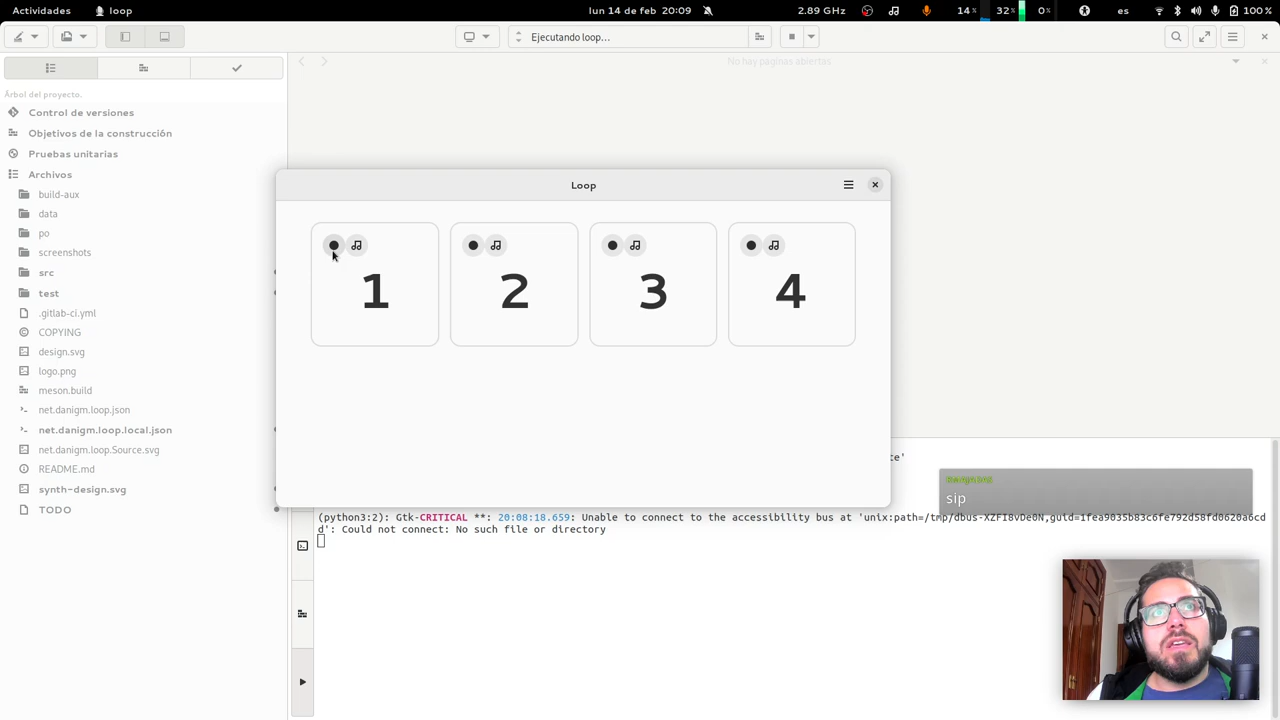 Actividades loop lun 14 de feb 20:09 2.89 GHz 14% 32% 0% es 100 %
Ejecutando loop...
No hay páginas abiertas
Árbol del proyecto.
Control de versiones
Objetivos de la construcción
Pruebas unitarias
Archivos
build-aux
data
po
screenshots
src
test
.gitlab-ci.yml
COPYING
design.svg
logo.png
meson.build
net.danigm.loop.json
net.danigm.loop.local.json
net.danigm.loop.Source.svg
README.md
synth-design.svg
TODO
Loop
1 2 3 4
te'
sip
(python3:2): Gtk-CRITICAL **: 20:08:18.659: Unable to connect to the accessibility bus at 'unix:path=/tmp/dbus-XZFI8vDe0N,guid=1fea9035b83c6fe792d58fd0620a6cd
d': Could not connect: No such file or directory